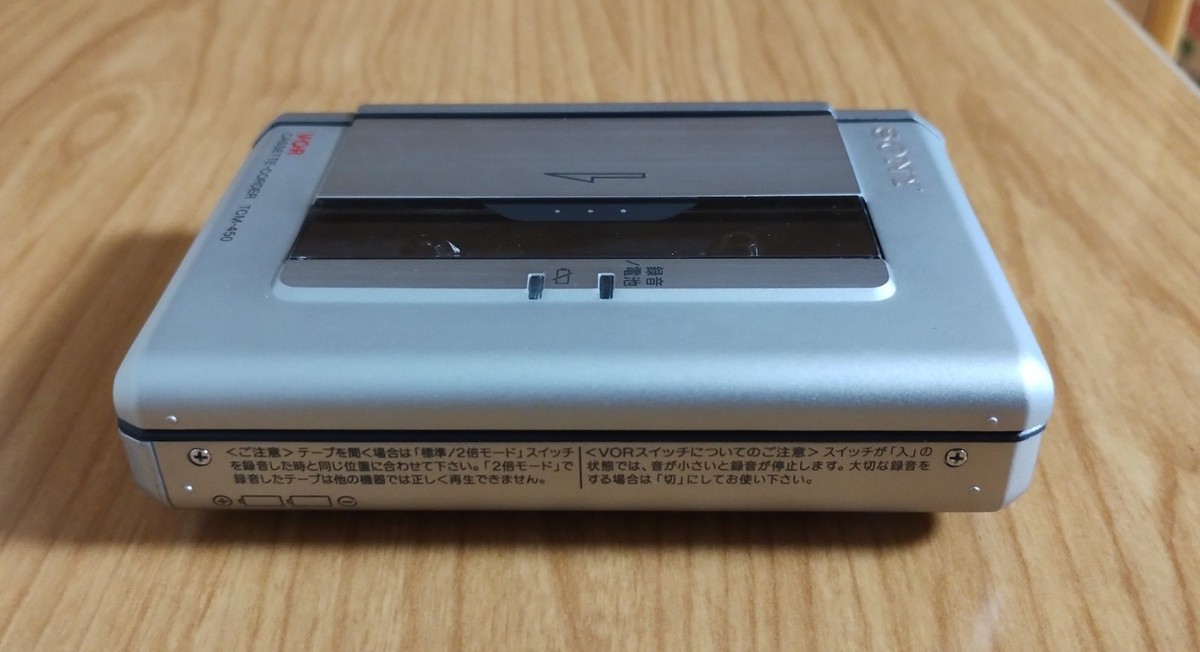 VOR
CASSETTE-CORDER TCM-450
SONY
録音
/電池
<ご注意> テープを聞く場合は「標準/2倍モード」スイッチ
を録音した時と同じ位置に合わせて下さい。「2倍モード」で
録音したテープは他の機器では正しく再生できません。
<VORスイッチについてのご注意> スイッチが「入」の
状態では、音が小さいと録音が停止します。大切な録音を
する場合は「切」にしてお使い下さい。